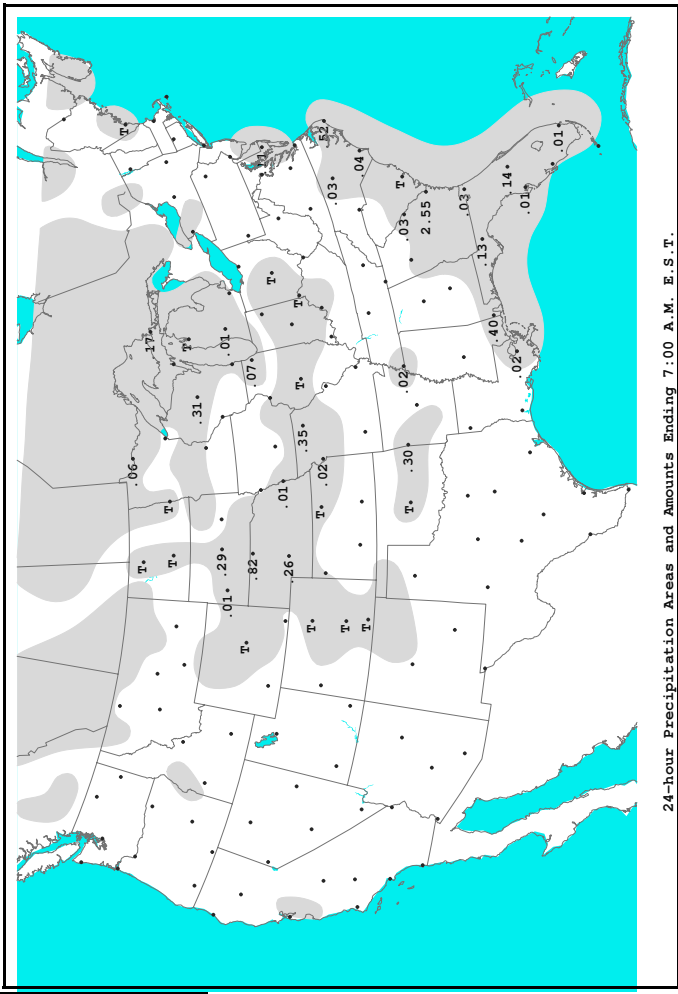 T
.06
T
.17
T
T
T
.31
.29
.01
.01
T
.07
.82
T
.01
.26
T
T
.35
T
T
.02
.52
.03
T
.04
T
T
.02
.03
.30
T
2.55
.03
.13
.40
.14
.02
.01
.01
24-hour Precipitation Areas and Amounts Ending 7:00 A.M. E.S.T.